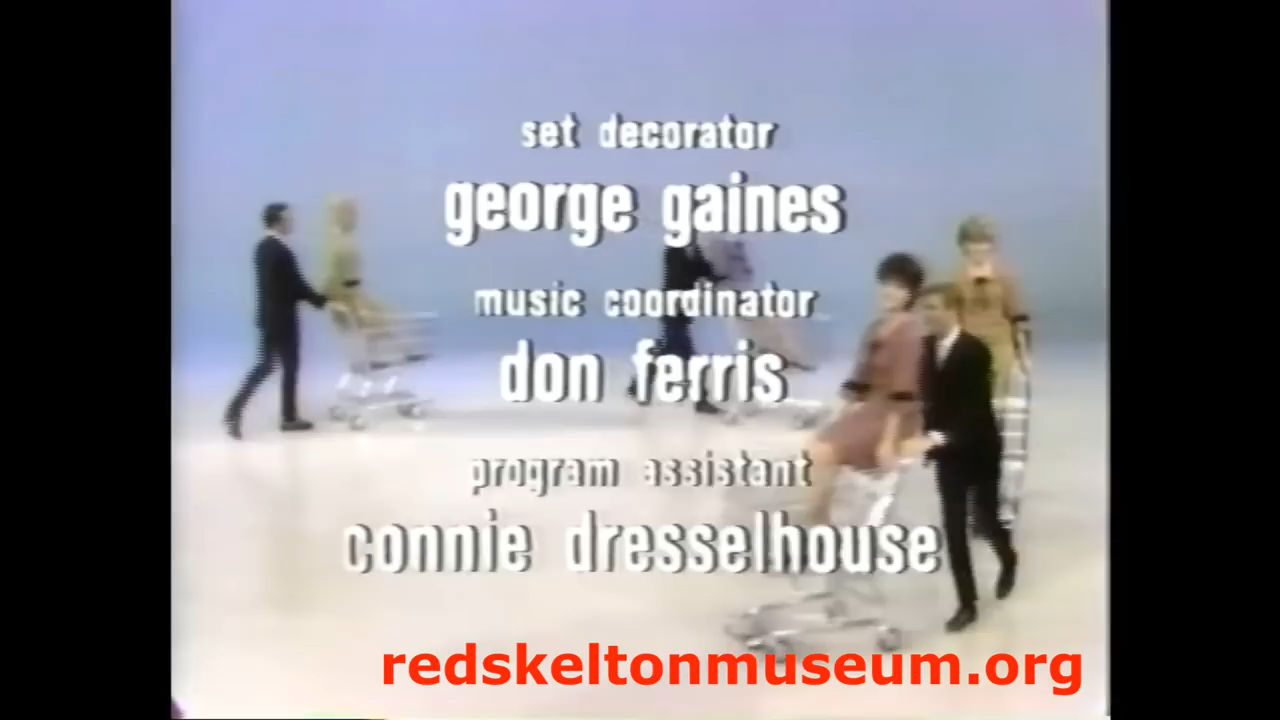 set decorator
george gaines
music coordinator
don ferris
program assistant
connie dresselhouse
redskeltonmuseum.org